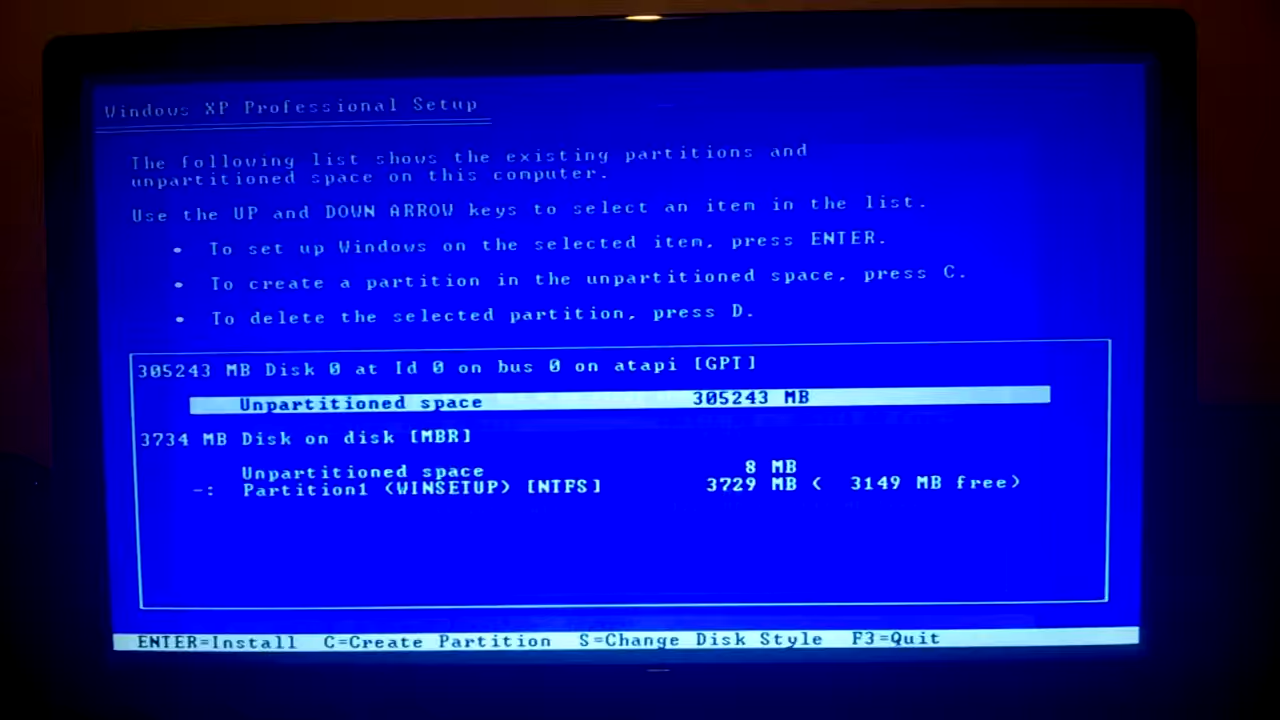 Windows XP Professional Setup
The following list shows the existing partitions and
unpartitioned space on this computer.
Use the UP and DOWN ARROW keys to select an item in the list.
• To set up Windows on the selected item, press ENTER.
• To create a partition in the unpartitioned space, press C.
• To delete the selected partition, press D.
305243 MB Disk 0 at Id 0 on bus 0 on atapi [GPT]
Unpartitioned space 305243 MB
3734 MB Disk on disk [MBR]
Unpartitioned space 8 MB
-: Partition1 (WINSETUP) [NTFS] 3729 MB ( 3149 MB free)
ENTER=Install C=Create Partition S=Change Disk Style F3=Quit